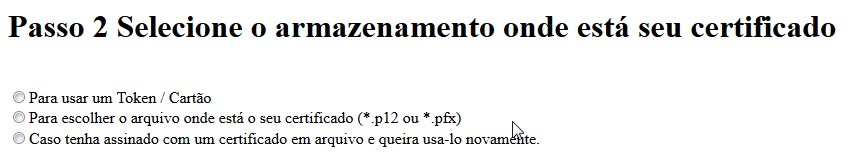 Passo 2 Selecione o armazenamento onde está seu certificado
Para usar um Token / Cartão
Para escolher o arquivo onde está o seu certificado (*.p12 ou *.pfx)
Caso tenha assinado com um certificado em arquivo e queira usa-lo novamente.